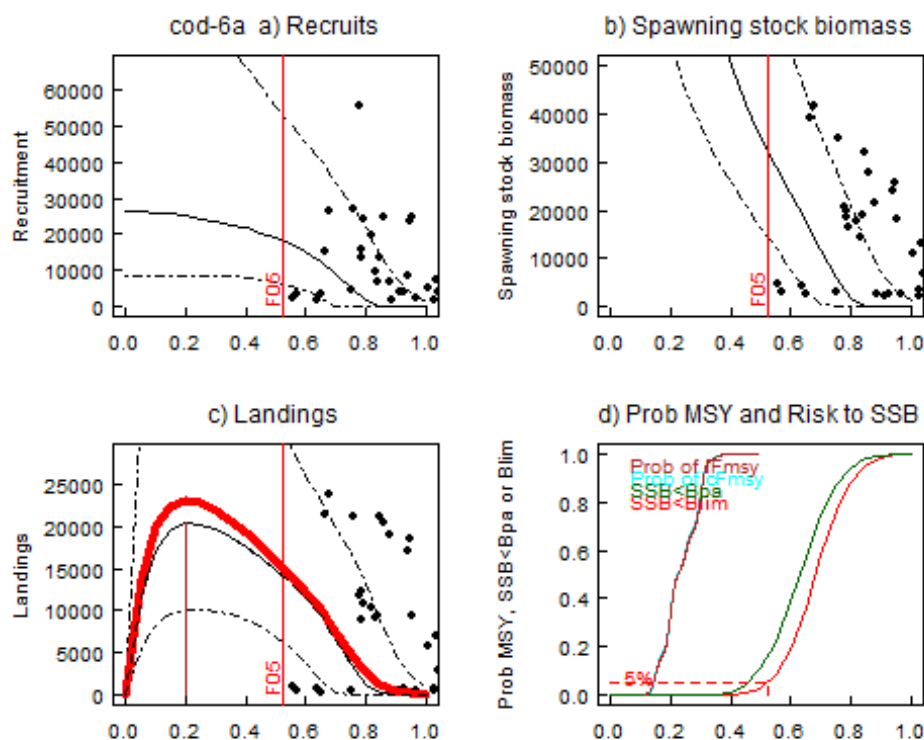 cod-6a a) Recruits
Recruitment
60000
50000
40000
30000
20000
10000
0
F05
0.0 0.2 0.4 0.6 0.8 1.0
b) Spawning stock biomass
Spawning stock biomass
50000
40000
30000
20000
10000
0
F05
0.0 0.2 0.4 0.6 0.8 1.0
c) Landings
Landings
25000
20000
15000
10000
5000
0
F05
0.0 0.2 0.4 0.6 0.8 1.0
d) Prob MSY and Risk to SSB
Prob MSY, SSB<Bpa or Blim
1.0
0.8
0.6
0.4
0.2
0.0
Prob of fFmsy
Prob of cFmsy
SSB<Bpa
SSB<Blim
5%
0.0 0.2 0.4 0.6 0.8 1.0